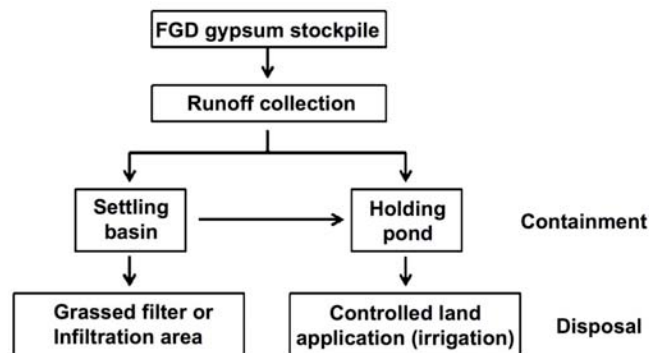 FGD gypsum stockpile
Runoff collection
Settling
basin
Holding
pond
Containment
Grassed filter or
Infiltration area
Controlled land
application (irrigation)
Disposal